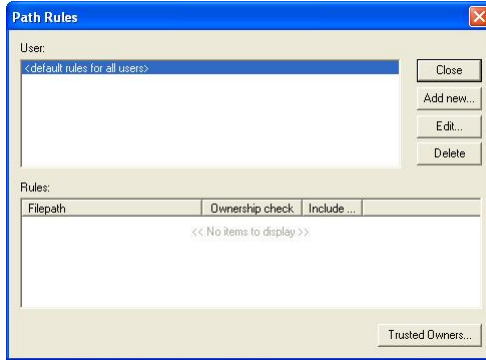 Path Rules
User:
<default rules for all users>
Close
Add new...
Edit...
Delete
Rules:
Filepath Ownership check Include ...
<< No items to display >>
Trusted Owners...